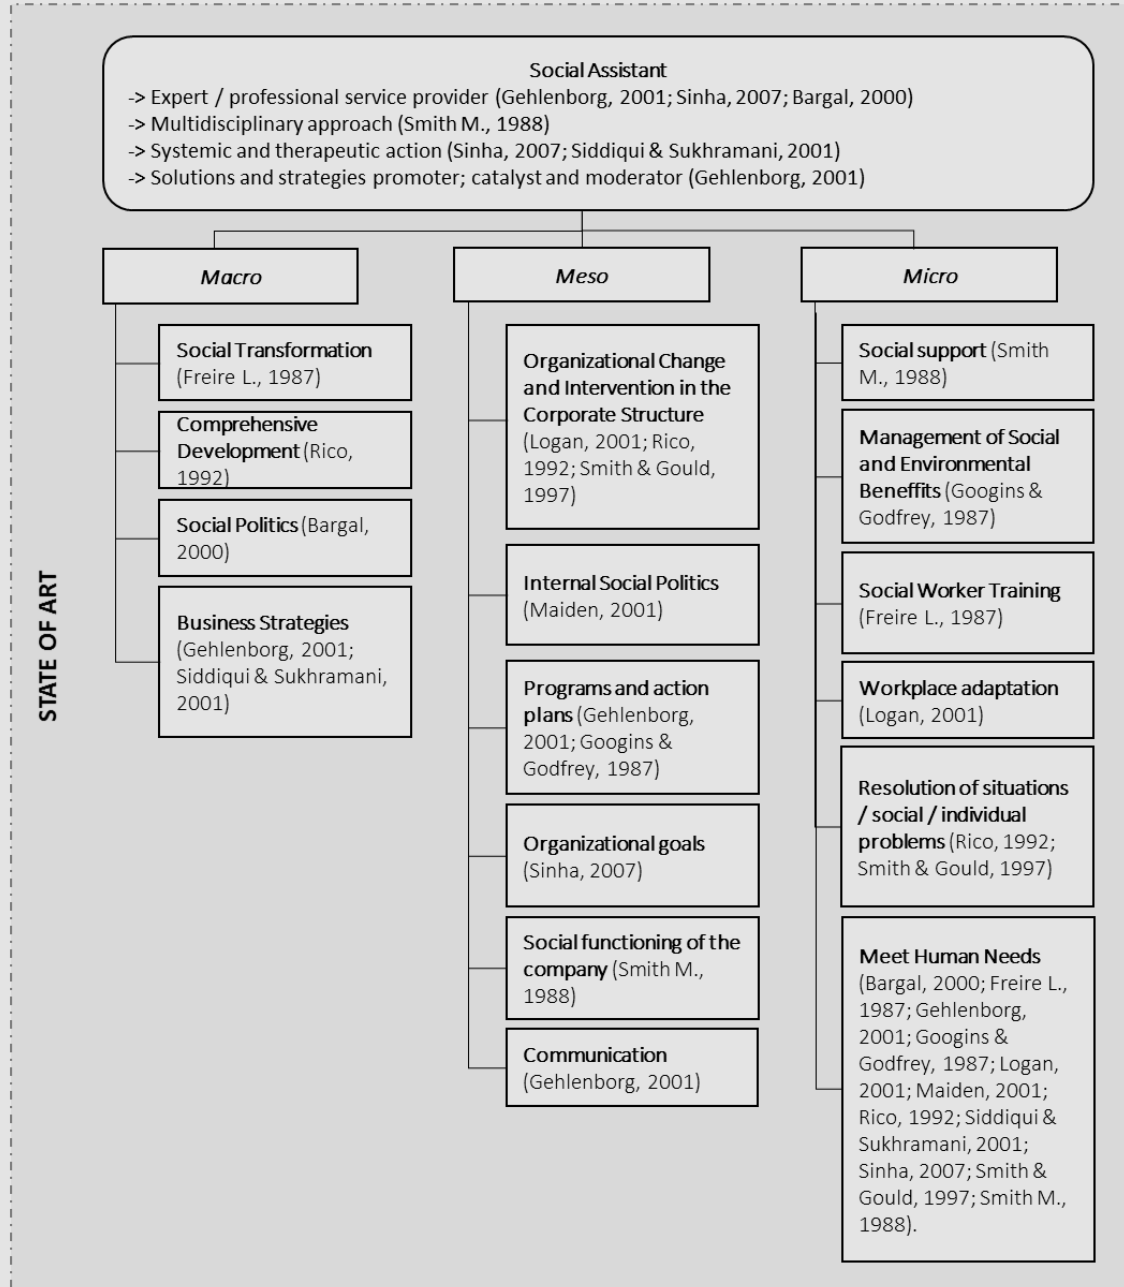 Social Assistant
-> Expert / professional service provider (Gehlenborg, 2001; Sinha, 2007; Bargal, 2000)
-> Multidisciplinary approach (Smith M., 1988)
-> Systemic and therapeutic action (Sinha, 2007; Siddiqui & Sukhramani, 2001)
-> Solutions and strategies promoter; catalyst and moderator (Gehlenborg, 2001)
STATE OF ART
Macro
Social Transformation
(Freire L., 1987)
Comprehensive
Development (Rico,
1992)
Social Politics (Bargal,
2000)
Business Strategies
(Gehlenborg, 2001;
Siddiqui & Sukhramani,
2001)
Meso
Organizational Change
and Intervention in the
Corporate Structure
(Logan, 2001; Rico,
1992; Smith & Gould,
1997)
Internal Social Politics
(Maiden, 2001)
Programs and action
plans (Gehlenborg,
2001; Googins &
Godfrey, 1987)
Organizational goals
(Sinha, 2007)
Social functioning of the
company (Smith M.,
1988)
Communication
(Gehlenborg, 2001)
Micro
Social support (Smith
M., 1988)
Management of Social
and Environmental
Beneffits (Googins &
Godfrey, 1987)
Social Worker Training
(Freire L., 1987)
Workplace adaptation
(Logan, 2001)
Resolution of situations
/ social / individual
problems (Rico, 1992;
Smith & Gould, 1997)
Meet Human Needs
(Bargal, 2000; Freire L.,
1987; Gehlenborg,
2001; Googins &
Godfrey, 1987; Logan,
2001; Maiden, 2001;
Rico, 1992; Siddiqui &
Sukhramani, 2001;
Sinha, 2007; Smith &
Gould, 1997; Smith M.,
1988).